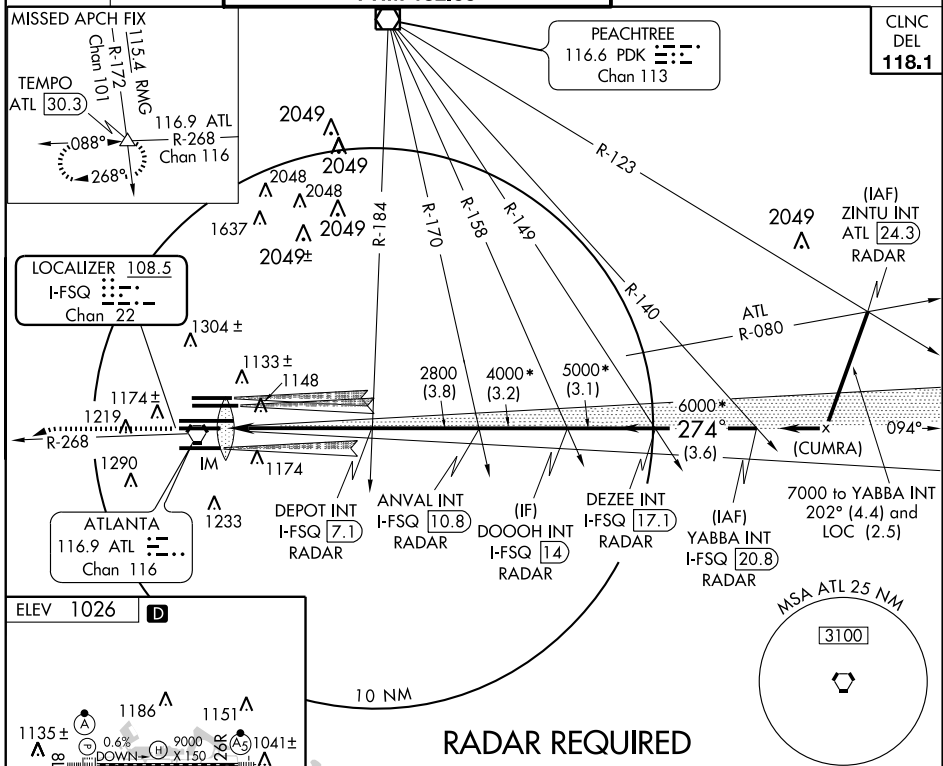 MISSED APCH FIX
115.4 RMG
R-172
Chan 101
TEMPO
ATL 30.3
116.9 ATL
R-268
Chan 116
088°
268°
PEACHTREE
116.6 PDK
Chan 113
CLNC
DEL
118.1
2049
2049
2048
2048
1637
2049
2049±
R-184
R-170
R-158
R-149
R-140
R-123
2049
(IAF)
ZINTU INT
ATL 24.3
RADAR
LOCALIZER 108.5
I-FSQ
Chan 22
1304 ±
1133 ±
1148
1174 ±
1219
R-268
1290
IM
1174
1233
ATL
R-080
2800
(3.8)
4000*
(3.2)
5000*
(3.1)
6000*
274°
(3.6)
(CUMRA)
094°
ATLANTA
116.9 ATL
Chan 116
DEPOT INT
I-FSQ 7.1
RADAR
ANVAL INT
I-FSQ 10.8
RADAR
(IF)
DOOOH INT
I-FSQ 14
RADAR
DEZEE INT
I-FSQ 17.1
RADAR
(IAF)
YABBA INT
I-FSQ 20.8
RADAR
7000 to YABBA INT
202° (4.4) and
LOC (2.5)
MSA ATL 25 NM
3100
10 NM
RADAR REQUIRED
ELEV 1026
D
1186
1151
1135 ±
A
P
0.6%
DOWN
H
9000
X 150
26R
A5
1041 ±